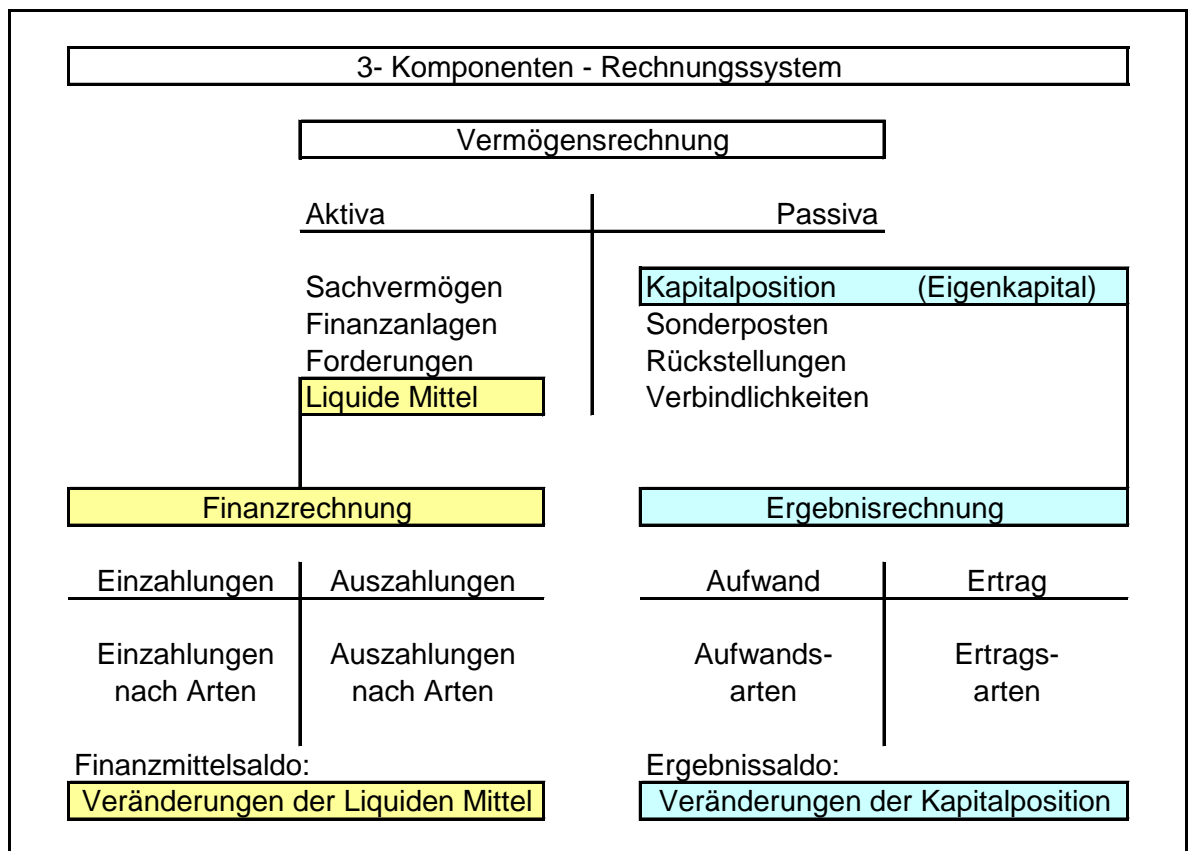 3- Komponenten - Rechnungssystem
Vermögensrechnung
Aktiva Passiva
Sachvermögen Kapitalposition (Eigenkapital)
Finanzanlagen Sonderposten
Forderungen Rückstellungen
Liquide Mittel Verbindlichkeiten
Finanzrechnung Ergebnisrechnung
Einzahlungen Auszahlungen Aufwand Ertrag
Einzahlungen Auszahlungen Aufwands- Ertrags-
nach Arten nach Arten arten arten
Finanzmittelsaldo: Ergebnissaldo:
Veränderungen der Liquiden Mittel Veränderungen der Kapitalposition